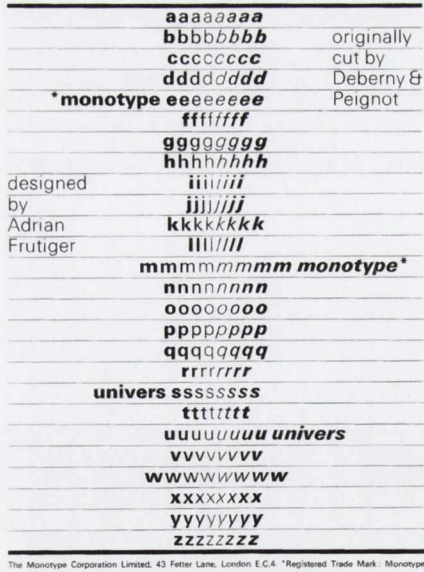 aaaaaaaa
bbbbbbbb originally
cccccccc cut by
dddddddd Deberny &
*monotype eeeeeeee Peignot
ffffffff
gggggggg
hhhhhhhh
designed iiiiiiii
by jjjjjjjj
Adrian kkkkkkkk
Frutiger llllllll
mmmmmmmm monotype*
nnnnnnnn
oooooooo
pppppppp
qqqqqqqq
rrrrrrrr
univers ssssssss
tttttttt
uuuuuuuu univers
vvvvvvvv
wwwwwwww
xxxxxxxx
yyyyyyyy
zzzzzzzz
The Monotype Corporation Limited, 43 Fetter Lane, London E.C.4. *Registered Trade Mark: Monotype